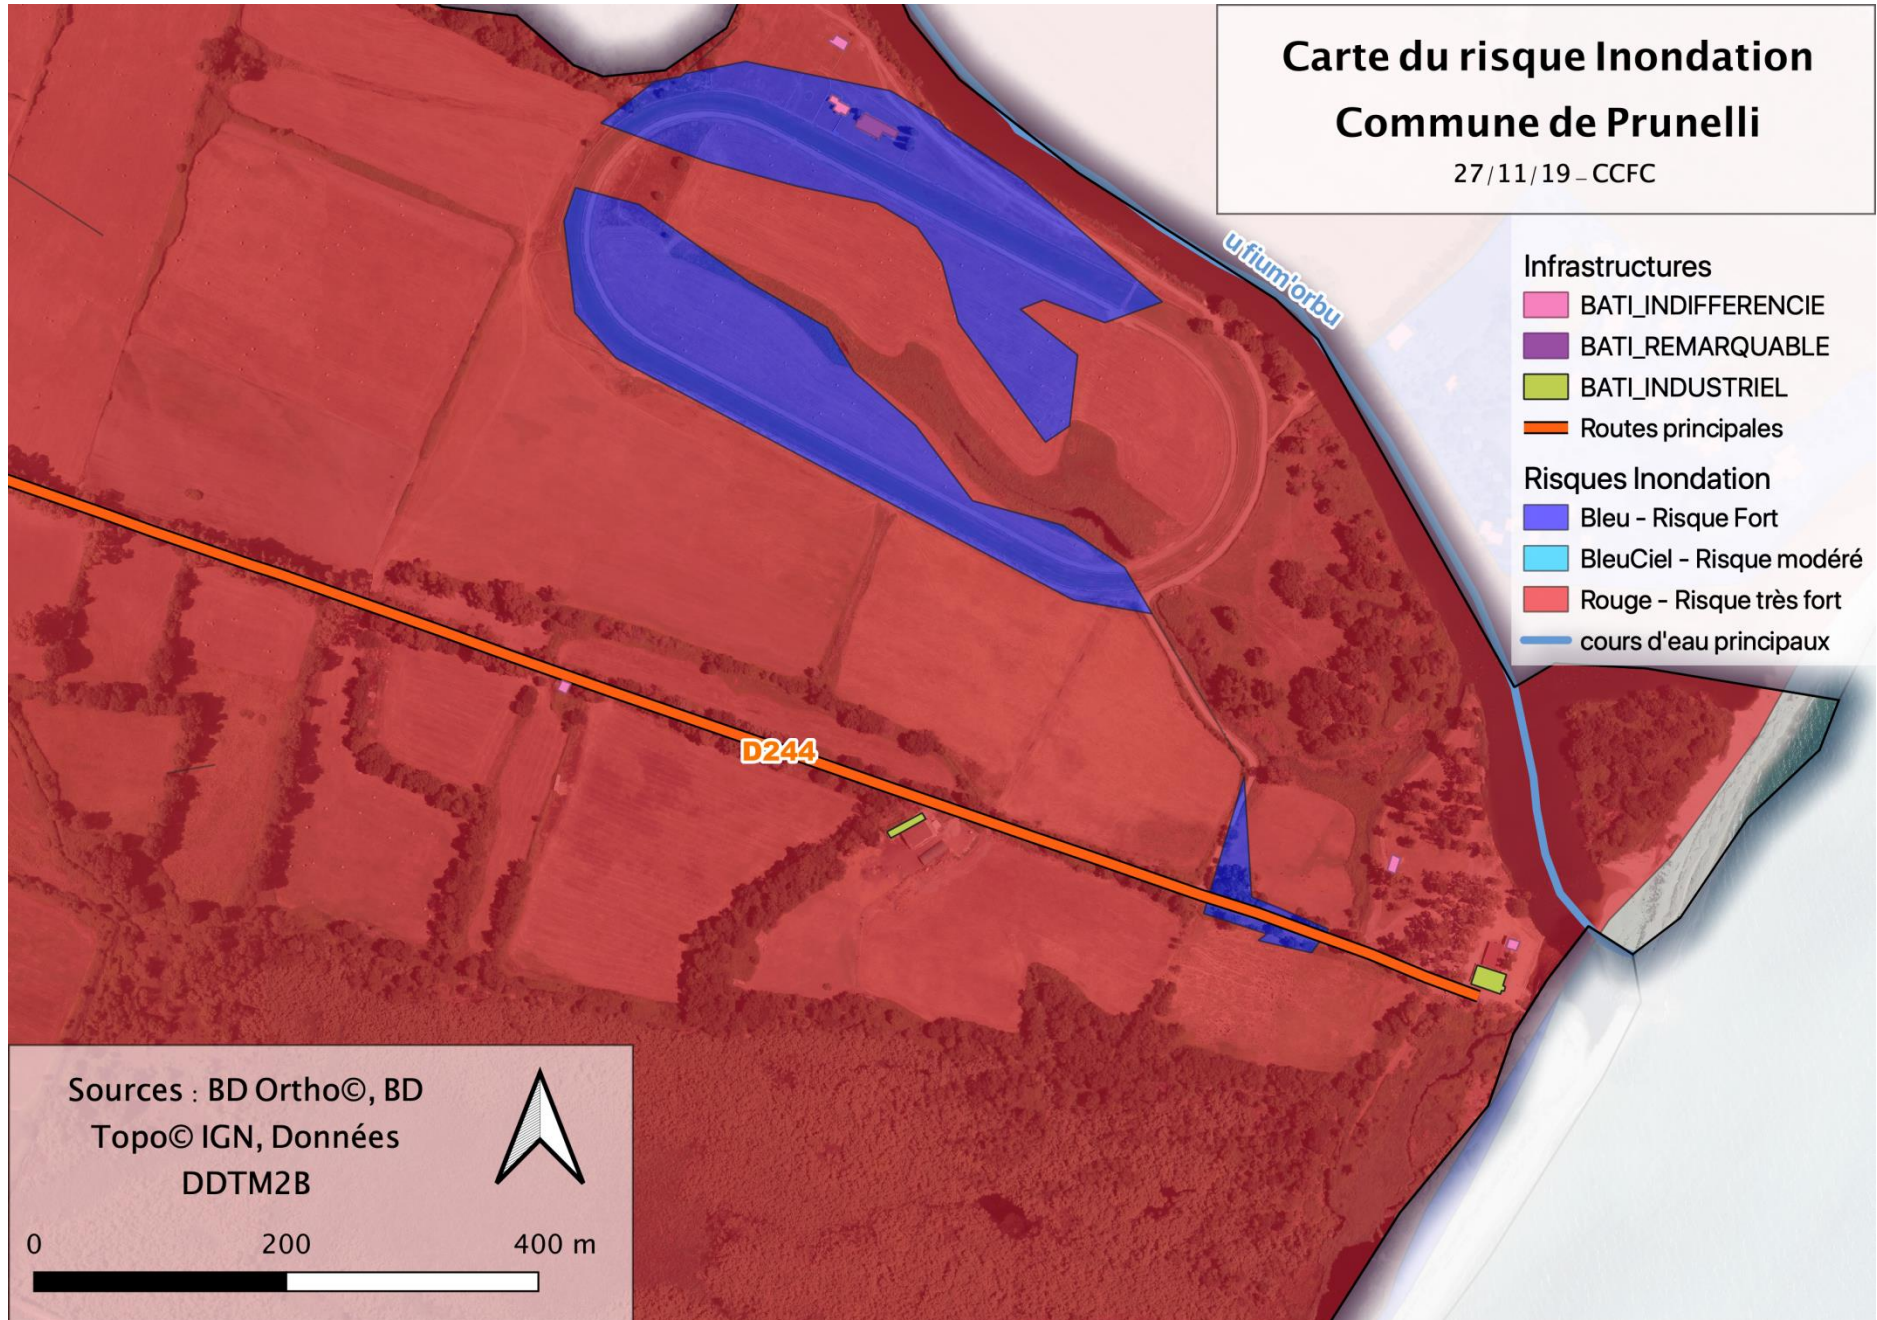 Carte du risque Inondation
Commune de Prunelli
27/11/19 – CCFC
u fium'orbu
Infrastructures
BATI_INDIFFERENCIE
BATI_REMARQUABLE
BATI_INDUSTRIEL
Routes principales
Risques Inondation
Bleu - Risque Fort
BleuCiel - Risque modéré
Rouge - Risque très fort
cours d'eau principaux
D244
Sources : BD Ortho©, BD
Topo© IGN, Données
DDTM2B
0 200 400 m